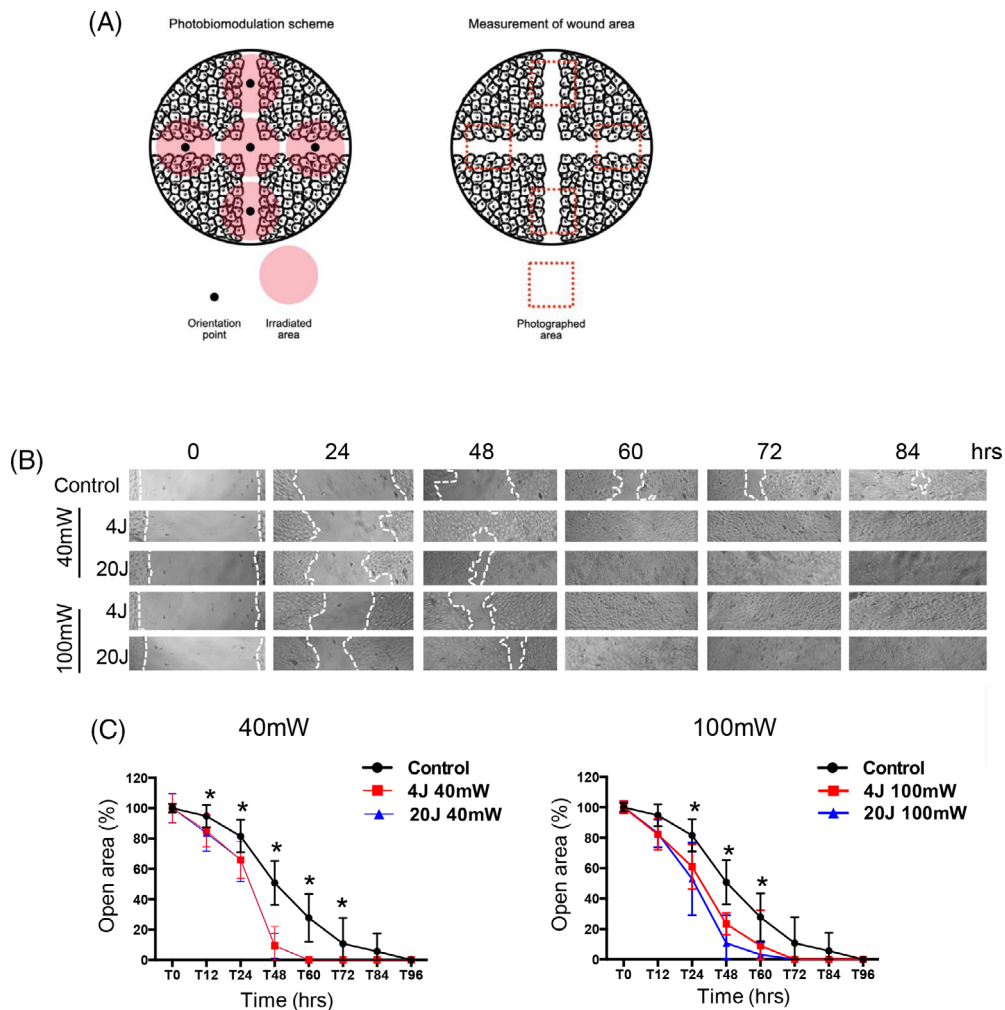 (A)
Photobiomodulation scheme
Measurement of wound area
Orientation
point
Irradiated
area
Photographed
area
(B)
0 24 48 60 72 84 hrs
Control
40mW
4J
20J
100mW
4J
20J
(C)
40mW
Control
4J 40mW
20J 40mW
Open area (%)
120
100
80
60
40
20
0
* * * * *
T0 T12 T24 T48 T60 T72 T84 T96
Time (hrs)
100mW
Control
4J 100mW
20J 100mW
Open area (%)
120
100
80
60
40
20
0
* * *
T0 T12 T24 T48 T60 T72 T84 T96
Time (hrs)